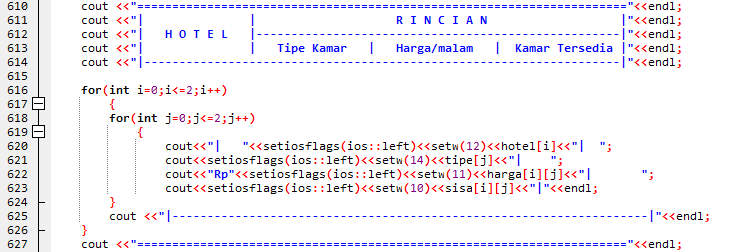 610 cout <<"======================================================================"<<endl;
611 cout <<"|               |                    R I N C I A N                   |"<<endl;
612 cout <<"|   H O T E L   |----------------------------------------------------|"<<endl;
613 cout <<"|               |   Tipe Kamar   |   Harga/malam   |  Kamar Tersedia |"<<endl;
614 cout <<"|--------------------------------------------------------------------|"<<endl;
615
616 for(int i=0;i<=2;i++)
617 {
618 for(int j=0;j<=2;j++)
619 {
620 cout<<"|   "<<setiosflags(ios::left)<<setw(12)<<hotel[i]<<"|  ";
621 cout<<setiosflags(ios::left)<<setw(14)<<tipe[j]<<"|    ";
622 cout<<"Rp"<<setiosflags(ios::left)<<setw(11)<<harga[i][j]<<"|       ";
623 cout<<setiosflags(ios::left)<<setw(10)<<sisa[i][j]<<"|"<<endl;
624 }
625 cout <<"|--------------------------------------------------------------------|"<<endl;
626 }
627 cout <<"======================================================================"<<endl;